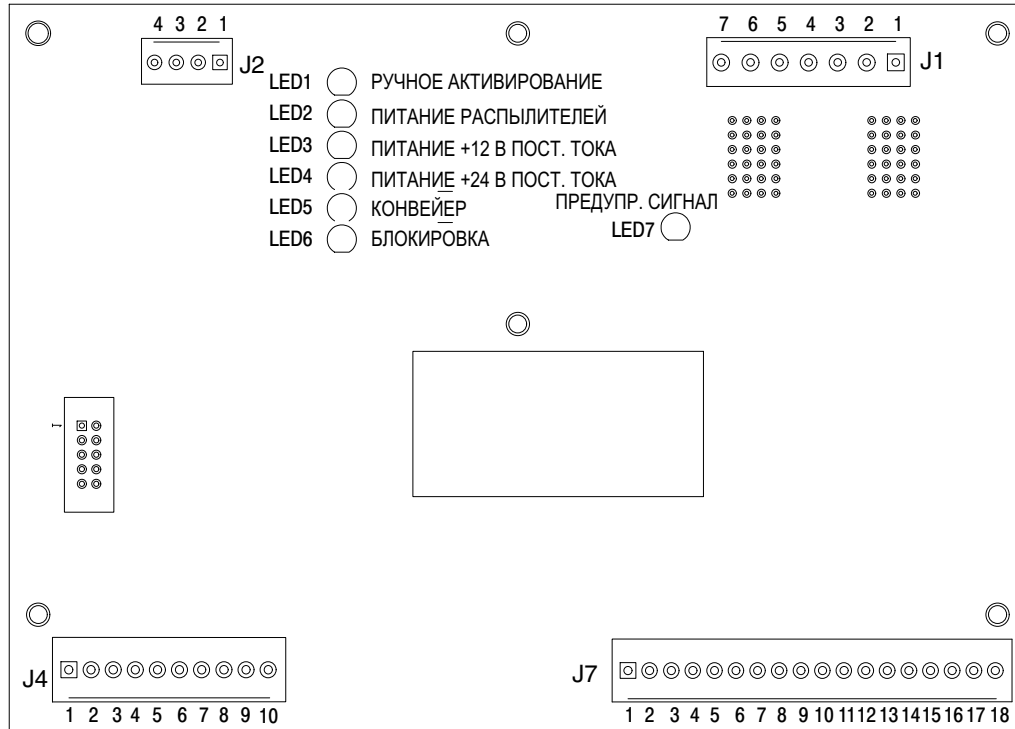 4 3 2 1
J2
7 6 5 4 3 2 1
J1
LED1 РУЧНОЕ АКТИВИРОВАНИЕ
LED2 ПИТАНИЕ РАСПЫЛИТЕЛЕЙ
LED3 ПИТАНИЕ +12 В ПОСТ. ТОКА
LED4 ПИТАНИЕ +24 В ПОСТ. ТОКА
LED5 КОНВЕЙЕР
LED6 БЛОКИРОВКА
ПРЕДУПР. СИГНАЛ
LED7
1
J4
1 2 3 4 5 6 7 8 9 10
J7
1 2 3 4 5 6 7 8 9 10 11 12 13 14 15 16 17 18